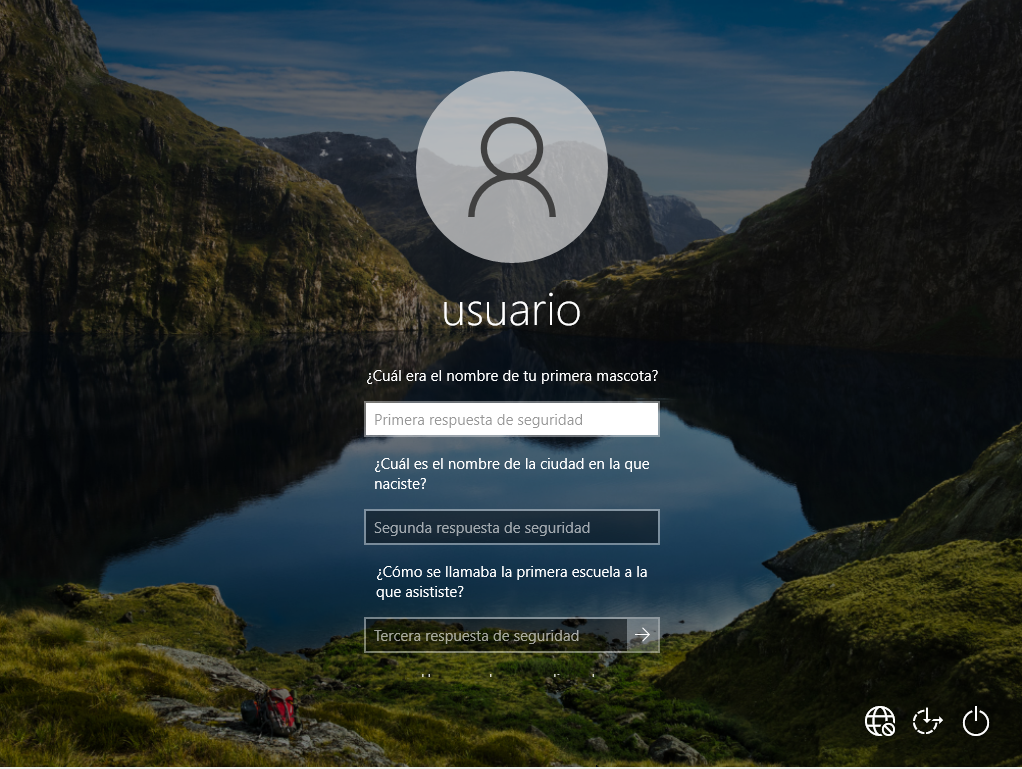 usuario
¿Cuál era el nombre de tu primera mascota?
Primera respuesta de seguridad
¿Cuál es el nombre de la ciudad en la que
naciste?
Segunda respuesta de seguridad
¿Cómo se llamaba la primera escuela a la
que asististe?
Tercera respuesta de seguridad